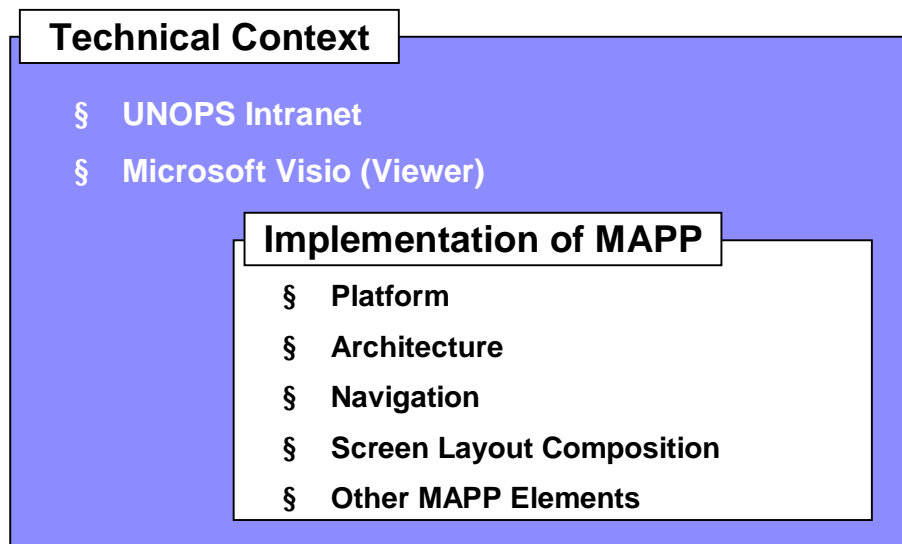 Technical Context
§ UNOPS Intranet
§ Microsoft Visio (Viewer)
Implementation of MAPP
§ Platform
§ Architecture
§ Navigation
§ Screen Layout Composition
§ Other MAPP Elements